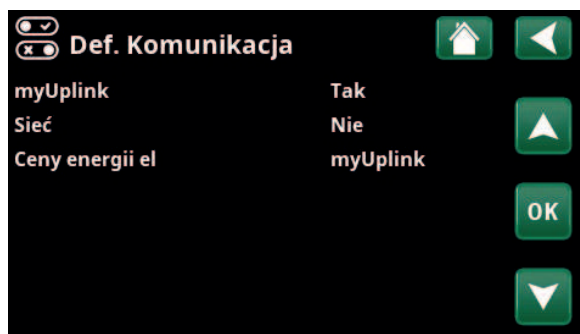 Def. Komunikacja
myUplink Tak
Sieć Nie
Ceny energii el myUplink
OK